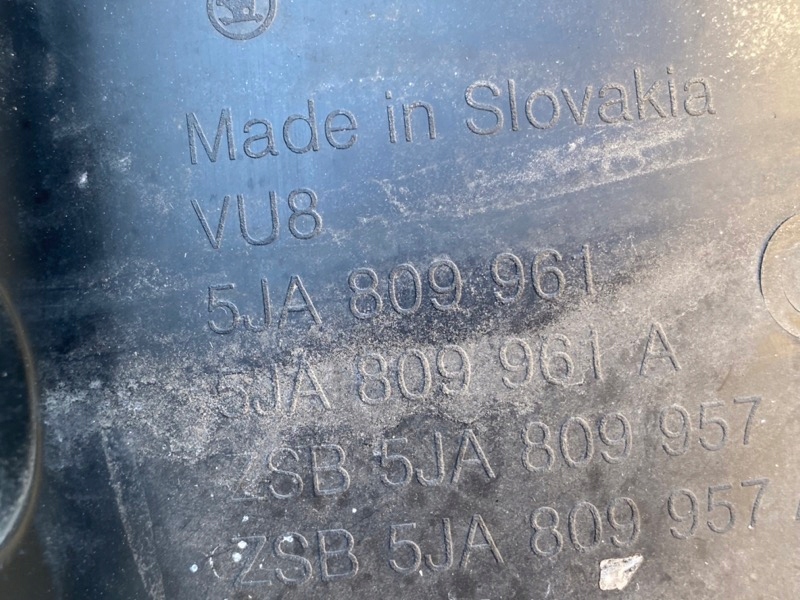 Made in Slovakia
VU8
5JA 809 961
5JA 809 961 A
ZSB 5JA 809 957
ZSB 5JA 809 957 A